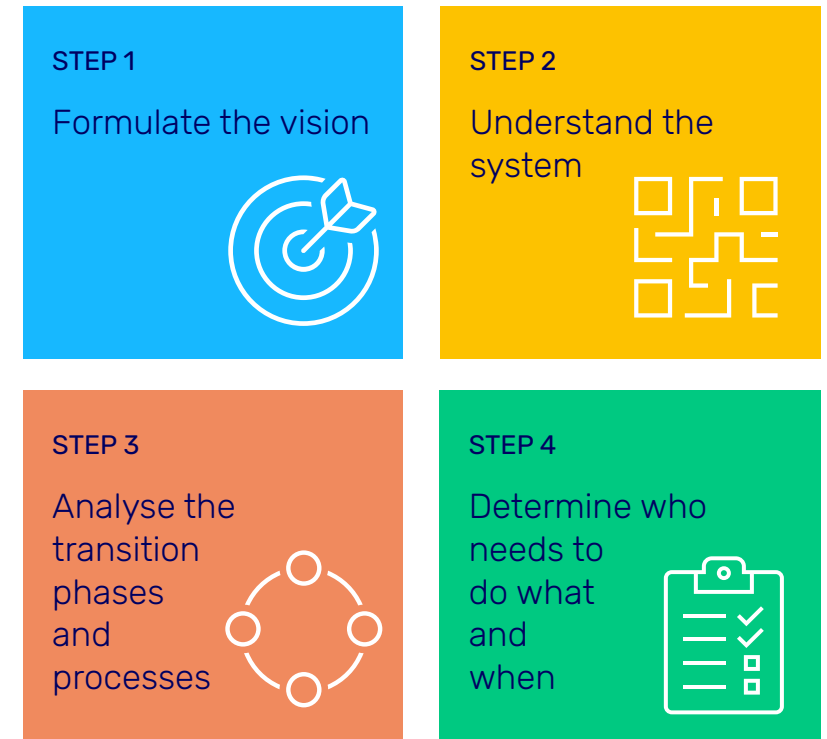 STEP 1
Formulate the vision
STEP 2
Understand the
system
STEP 3
Analyse the
transition
phases
and
processes
STEP 4
Determine who
needs to
do what
and
when